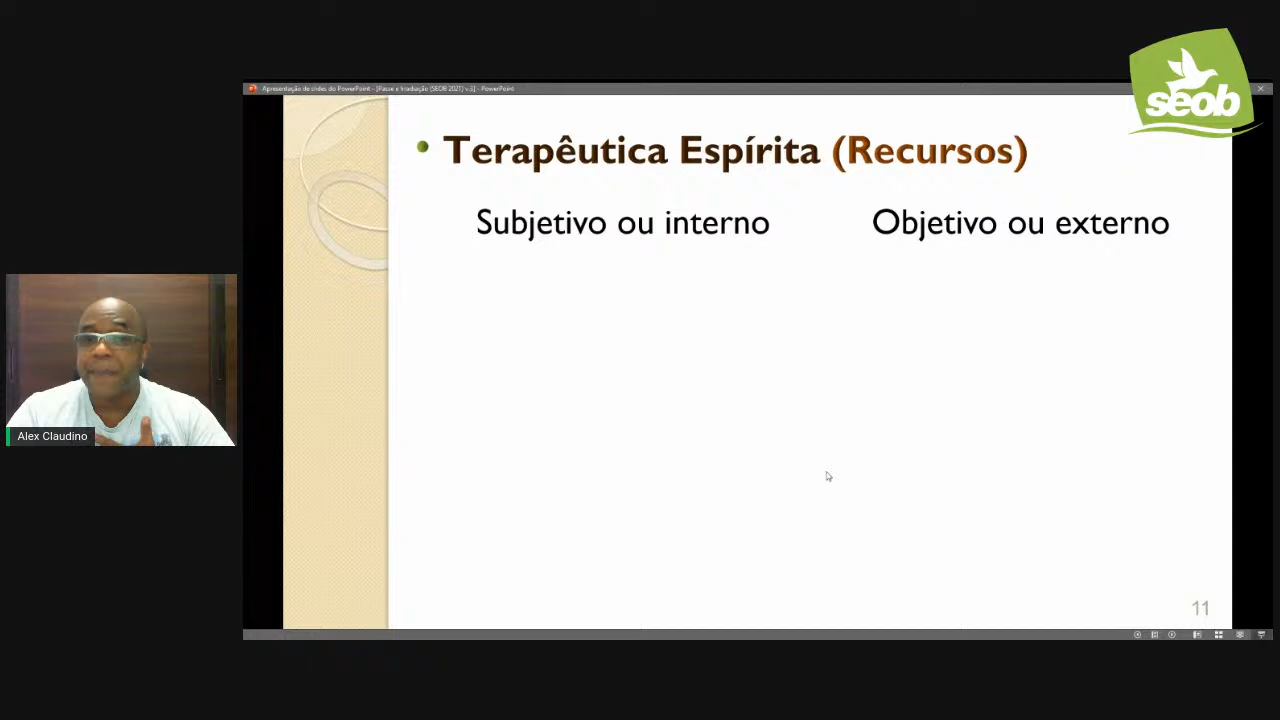 seob
Apresentação de slides do PowerPoint - [Passe e Irradiação (SEOB 2021) v.3] - PowerPoint
Terapêutica Espírita (Recursos)
Subjetivo ou interno
Objetivo ou externo
Alex Claudino
11